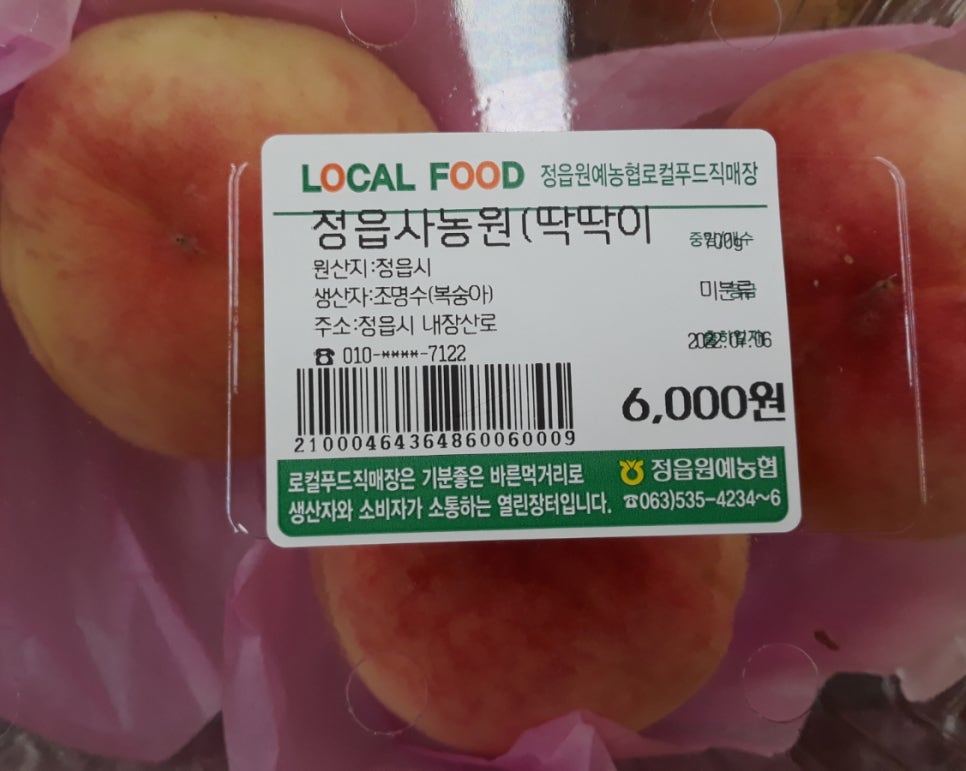 LOCAL FOOD 정읍원예농협로컬푸드직매장
정읍사농원(딱딱이
원산지:정읍시
생산자:조명수(복숭아)
미분류
주소:정읍시 내장산로
☎ 010-****-7122
6,000원
21000464364860060009
로컬푸드직매장은 기분좋은 바른먹거리로
생산자와 소비자가 소통하는 열린장터입니다.
정읍원예농협
☎063)535-4234~6